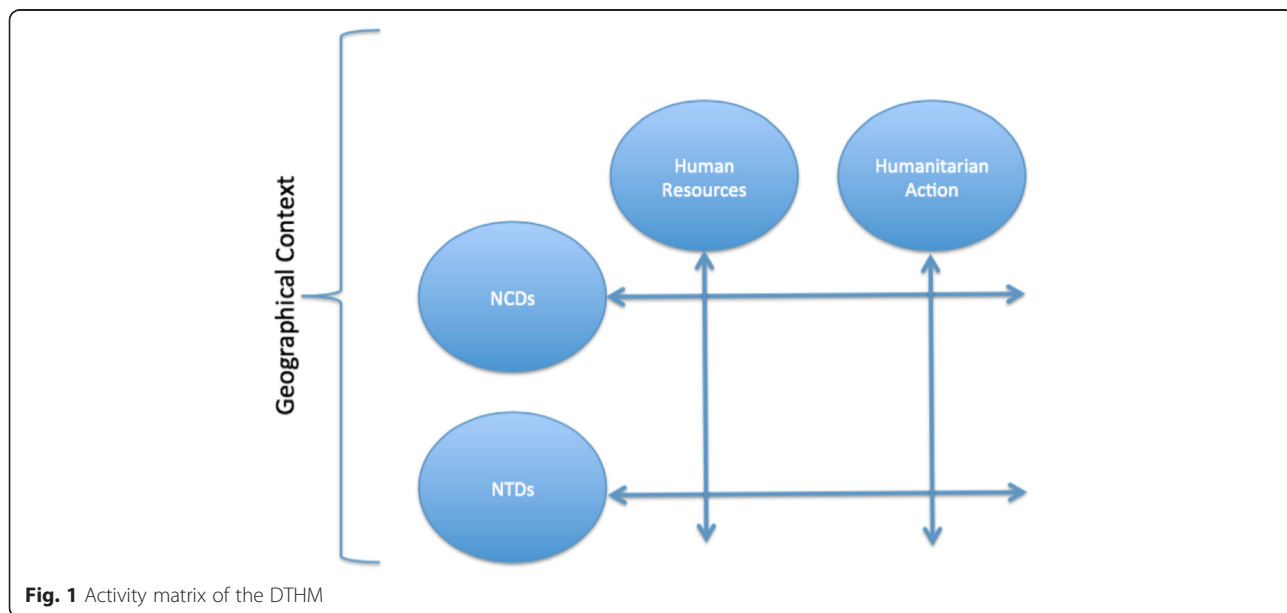 Geographical Context
Human
Resources
Humanitarian
Action
NCDs
NTDs
Fig. 1 Activity matrix of the DTHM